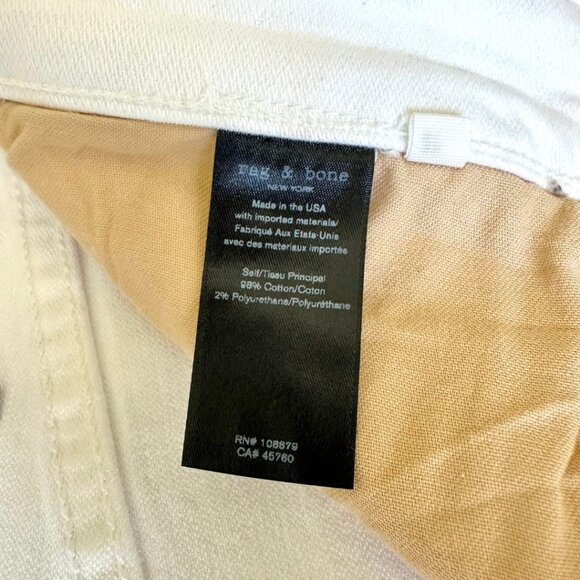 rag & bone
NEW YORK
Made in the USA
with imported materials/
Fabriqué Aux Etats-Unis
avec des materiaux importés
Self/Tissu Principal
98% Cotton/Coton
2% Polyurethane/Polyuréthane
RN# 108879
CA# 45760